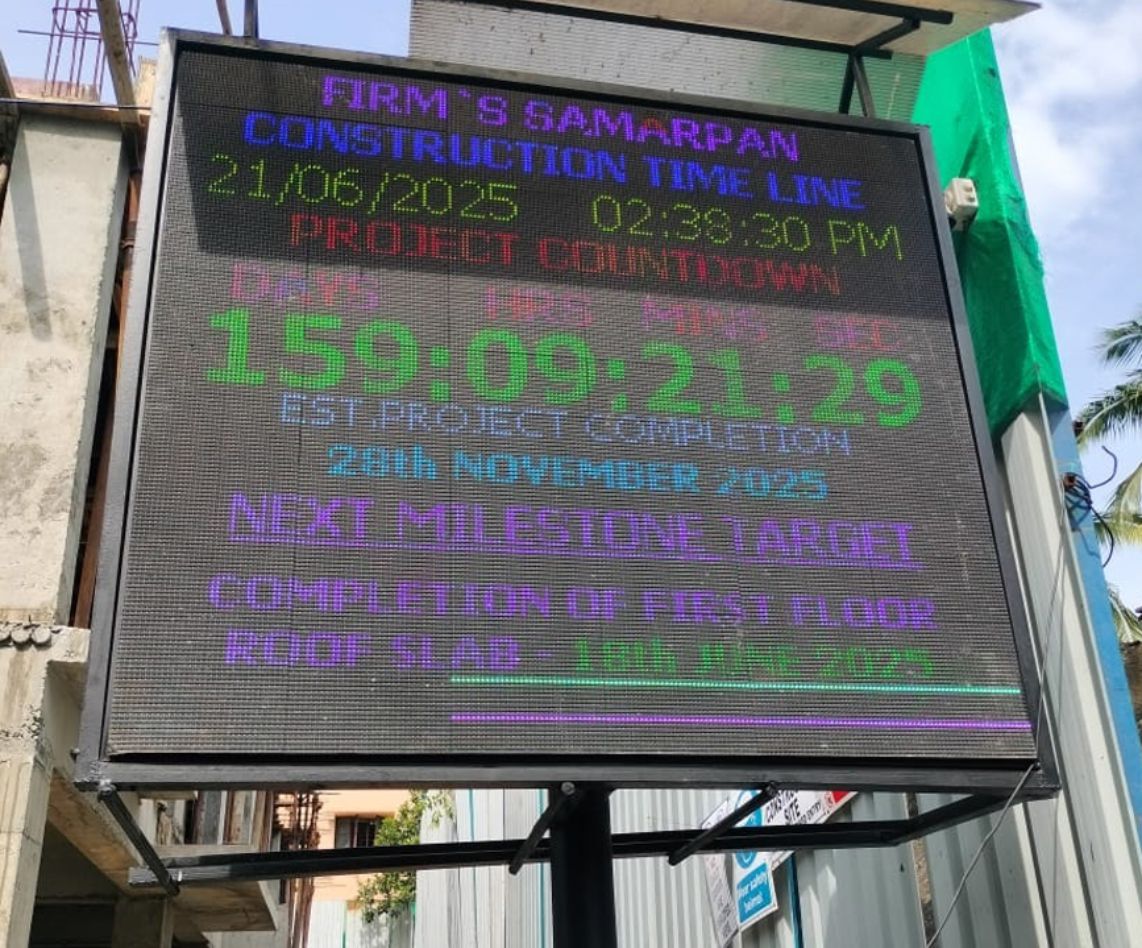 FIRM`S SAMARPAN
CONSTRUCTION TIME LINE
21/06/2025 02:38:30 PM
PROJECT COUNTDOWN
DAYS HRS MINS SEC
159:09:21:29
EST.PROJECT COMPLETION
28th NOVEMBER 2025
NEXT MILESTONE TARGET
COMPLETION OF FIRST FLOOR
ROOF SLAB - 18th JUNE 2025
SITE